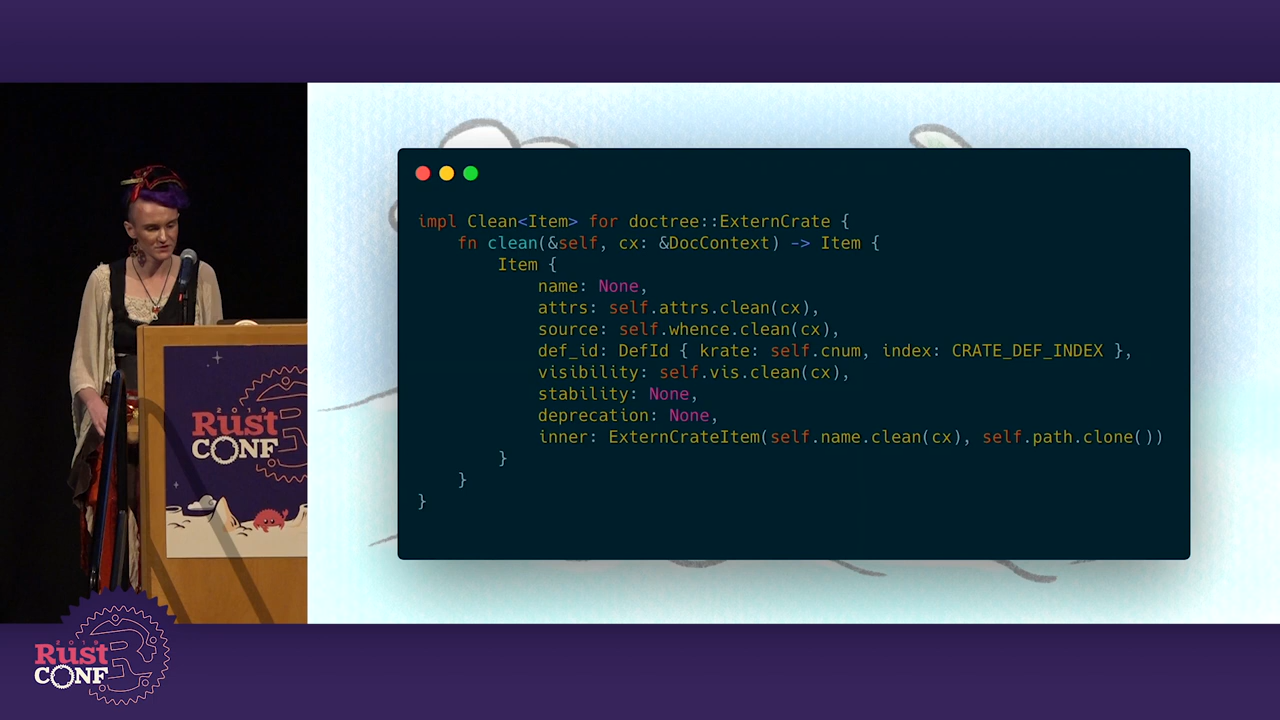 impl Clean<Item> for doctree::ExternCrate {
fn clean(&self, cx: &DocContext) -> Item {
Item {
name: None,
attrs: self.attrs.clean(cx),
source: self.whence.clean(cx),
def_id: DefId { krate: self.cnum, index: CRATE_DEF_INDEX },
visibility: self.vis.clean(cx),
stability: None,
deprecation: None,
inner: ExternCrateItem(self.name.clean(cx), self.path.clone())
}
}
}
2019
Rust
CONF
R
2019
Rust
CONF
R